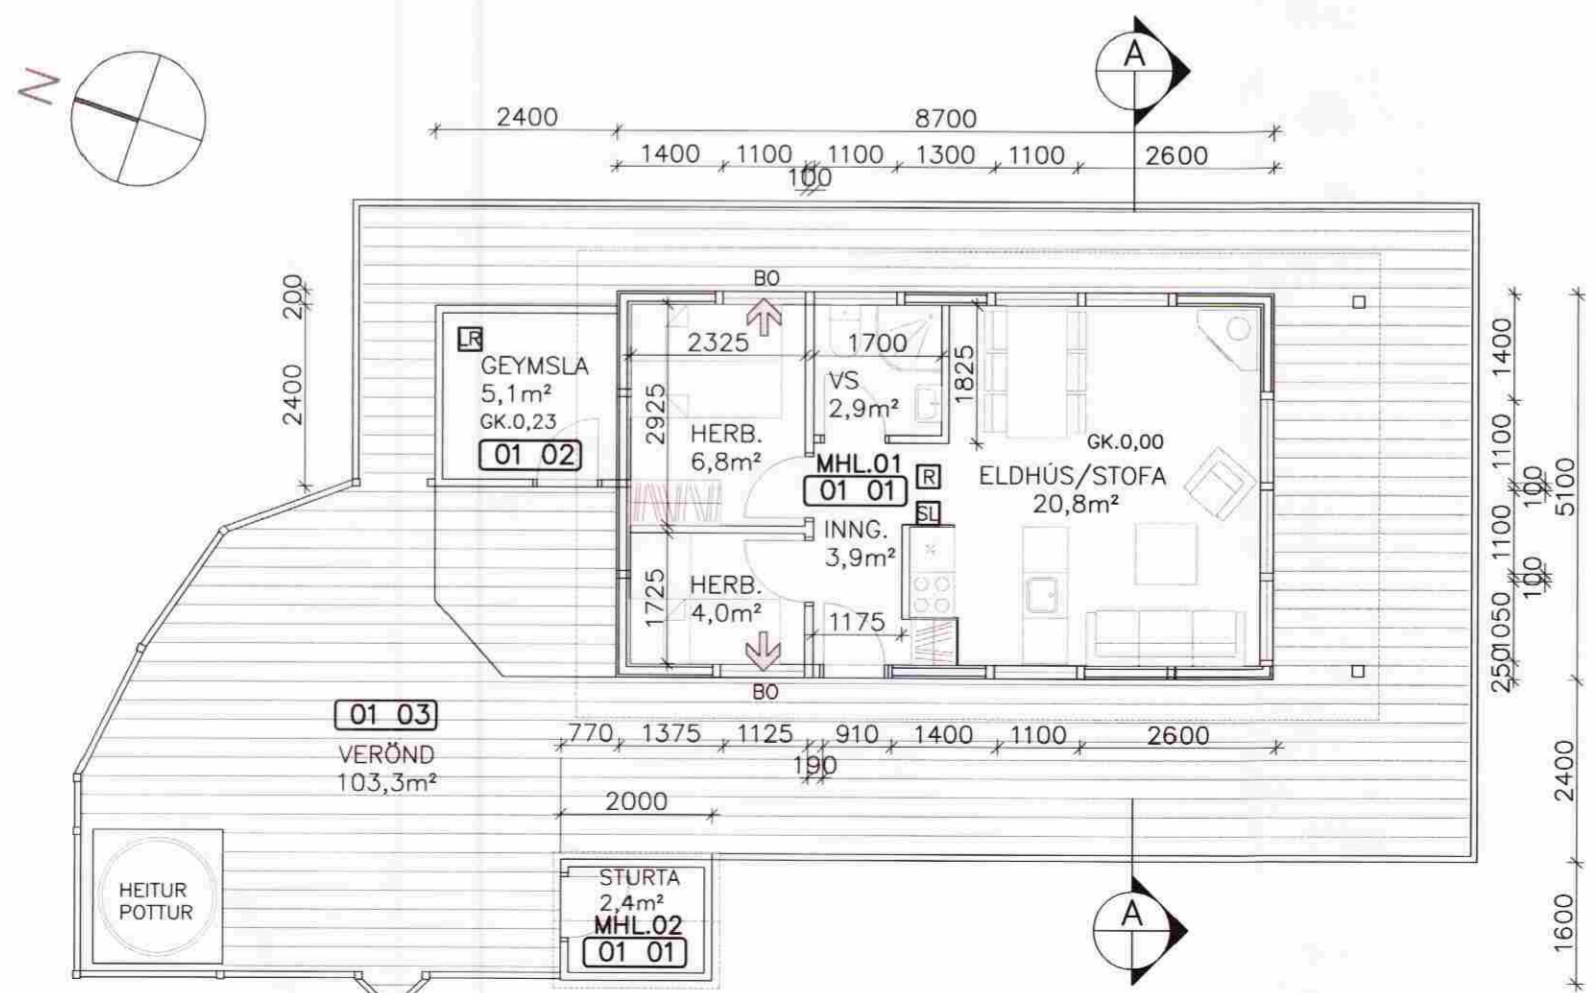 N
A
2400 8700
1400 1100 1100 1300 1100 2600
100
BO
200
2400
LR
GEYMSLA
5,1m²
GK.0,23
01 02
2325
2925
HERB.
6,8m²
1700
VS
2,9m²
1825
GK.0,00
ELDHÚS/STOFA
20,8m²
MHL.01
01 01
R
SL
INNG.
3,9m²
1725
HERB.
4,0m²
1175
BO
1400
1100
100
1100
100
1050
250
5100
2400
1600
01 03
VERÖND
103,3m²
770 1375 1125 910 1400 1100 2600
190
2000
HEITUR
POTTUR
STURTA
2,4m²
MHL.02
01 01
A